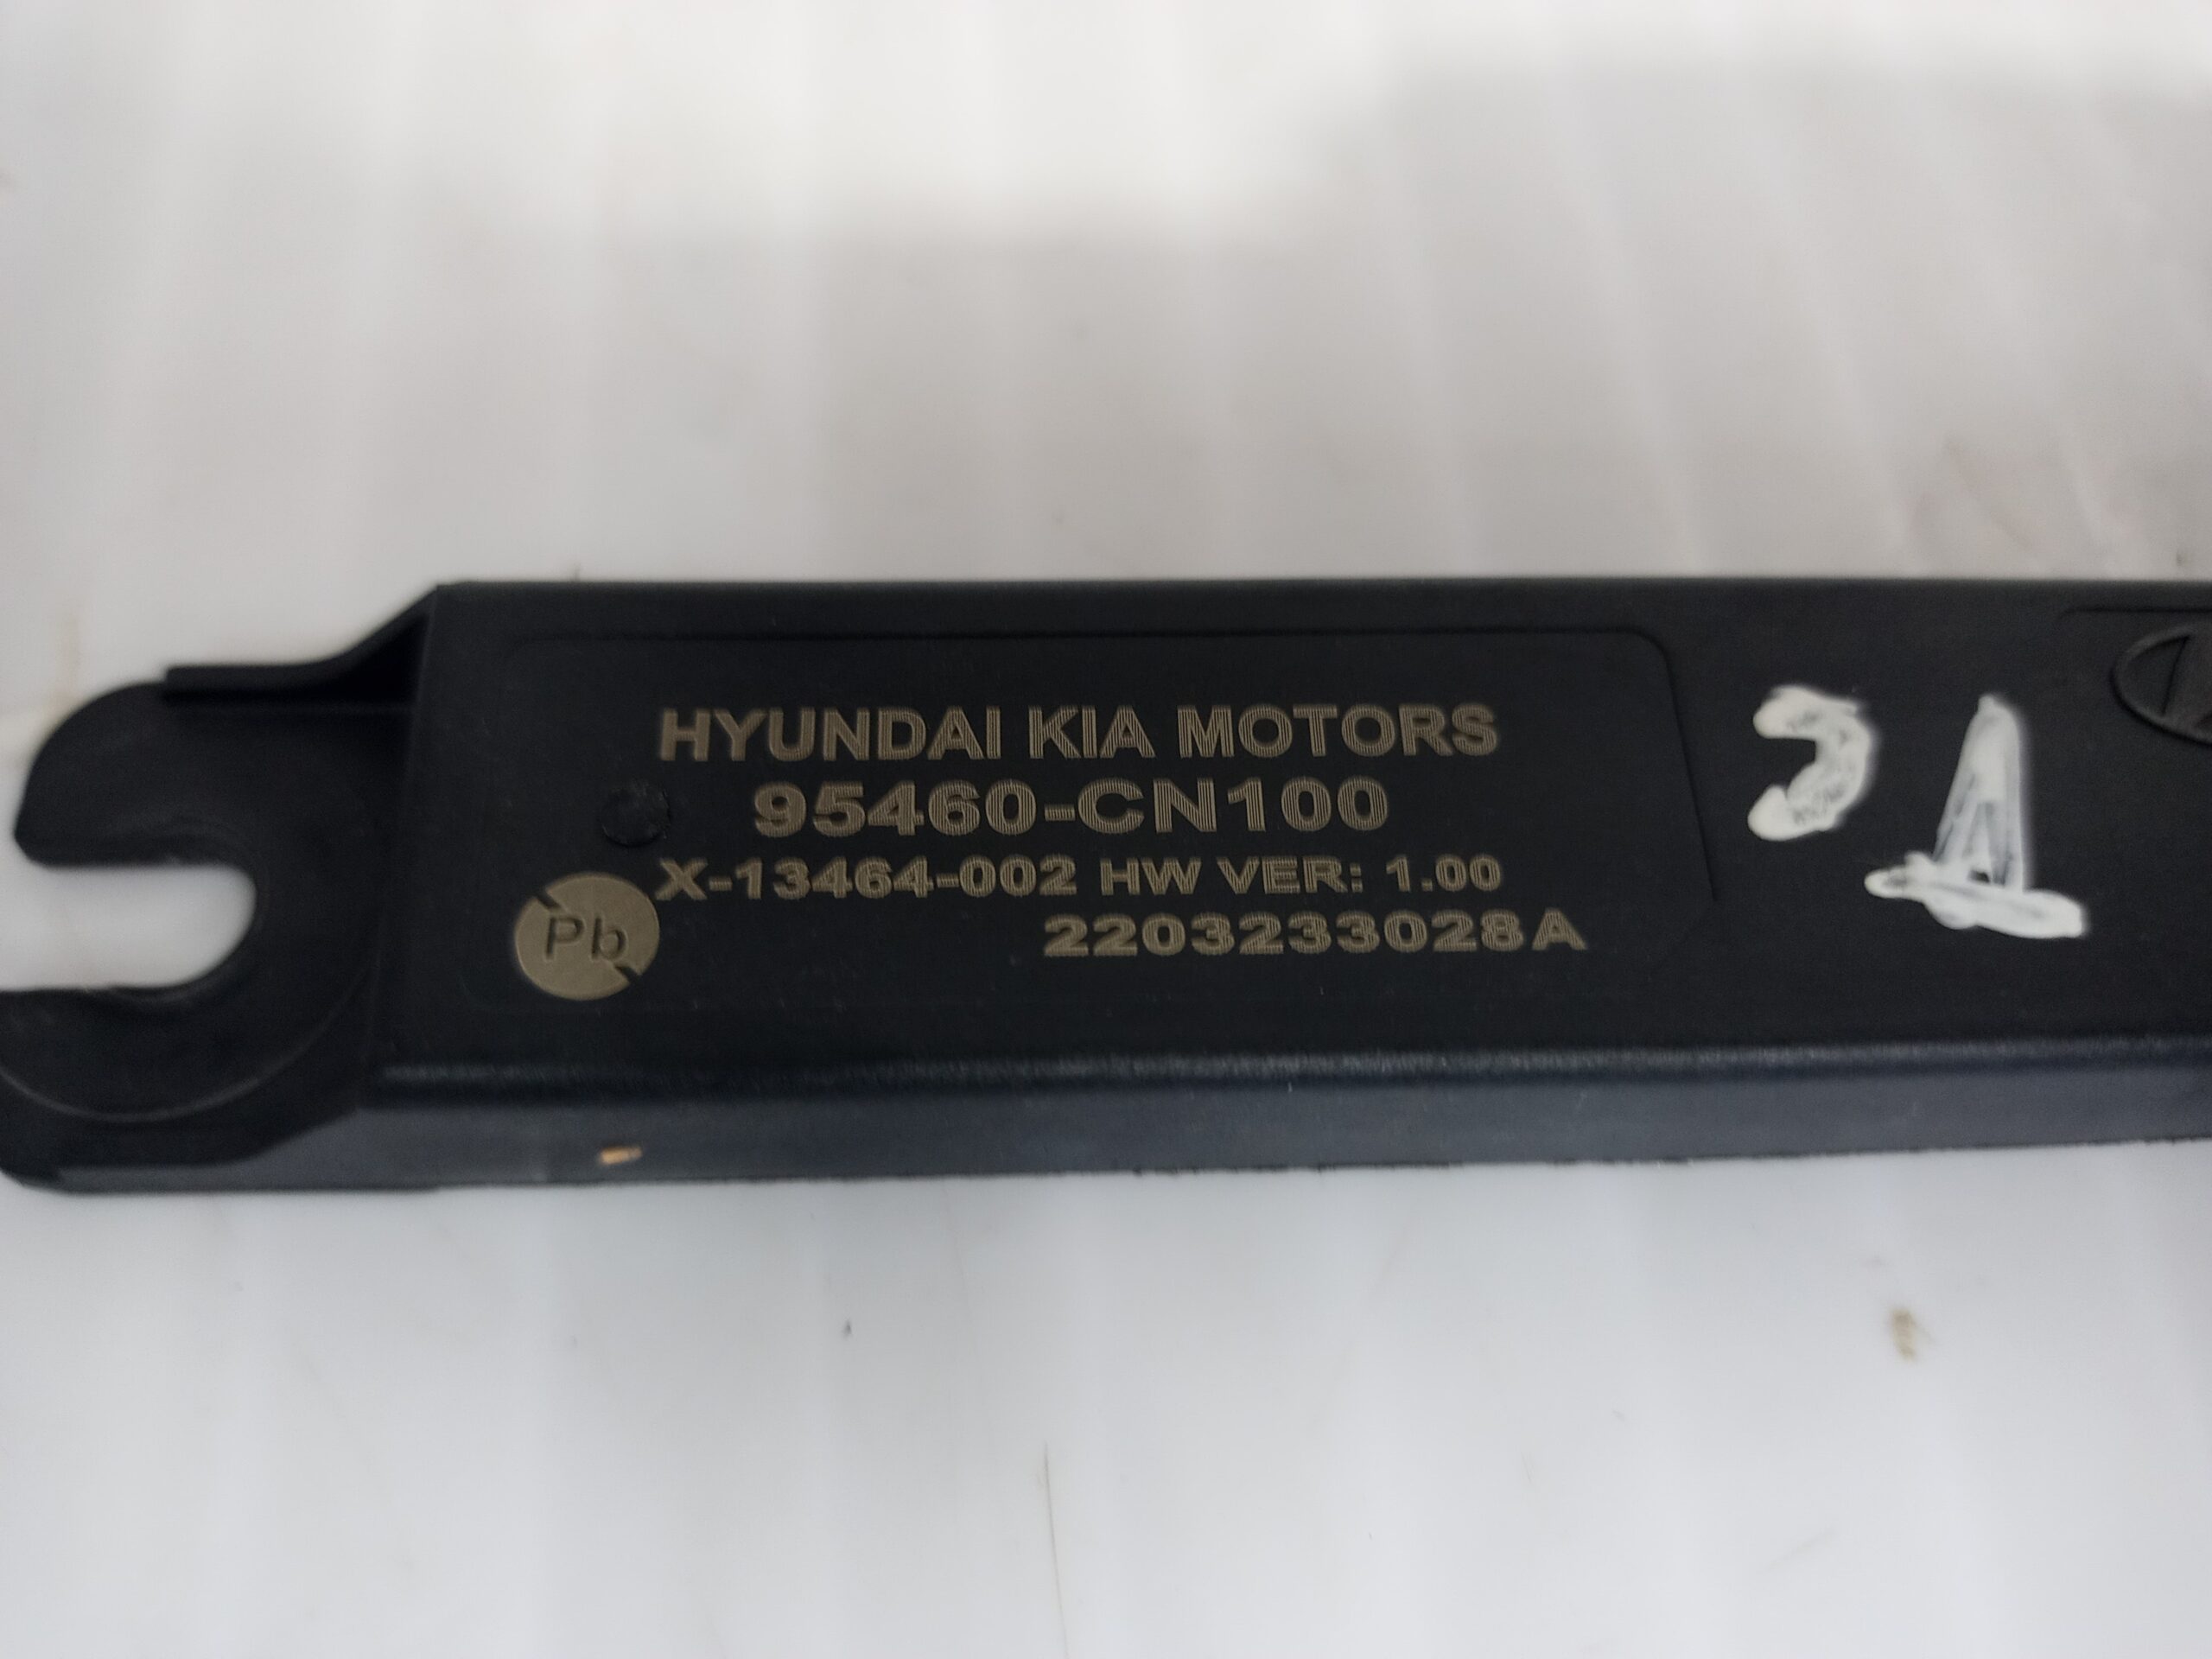 HYUNDAI KIA MOTORS
95460-CN100
X-13464-002 HW VER: 1.00
2203233028A
Pb